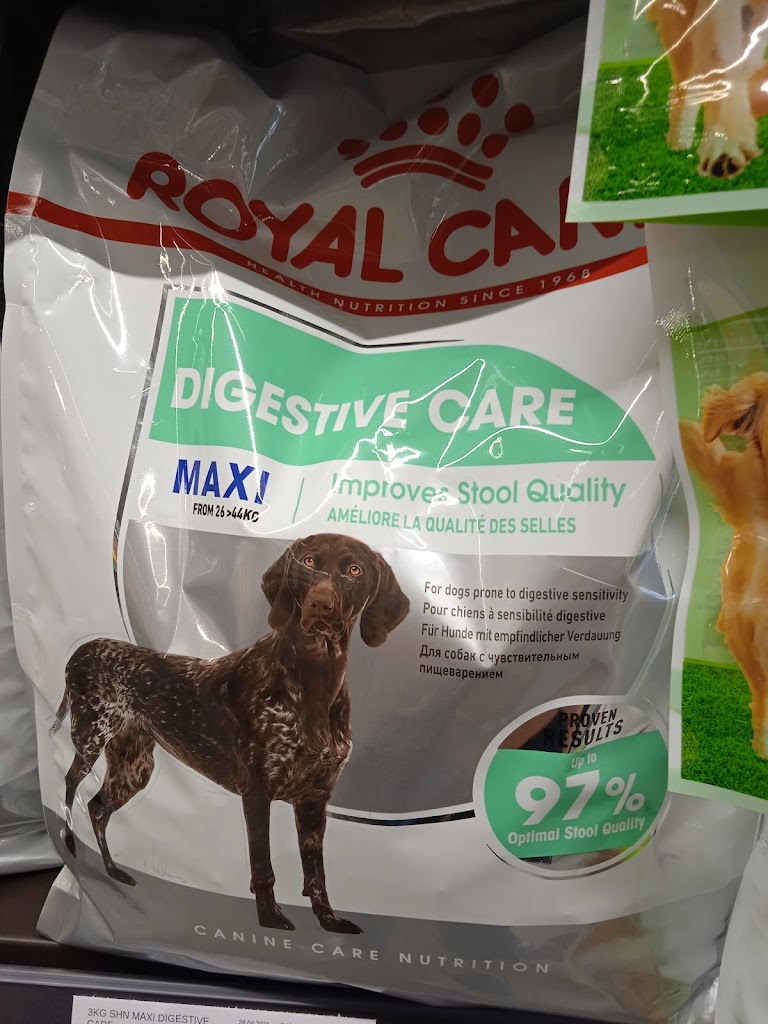 ROYAL CAN
HEALTH NUTRITION SINCE 1968
DIGESTIVE CARE
MAXI
FROM 26>44KG
Improves Stool Quality
AMÉLIORE LA QUALITÉ DES SELLES
For dogs prone to digestive sensitivity
Pour chiens à sensibilité digestive
Für Hunde mit empfindlicher Verdauung
Для собак с чувствительным
пищеварением
PROVEN
RESULTS
Up to
97%
Optimal Stool Quality
CANINE CARE NUTRITION
3KG SHN MAXI DIGESTIVE
CARE